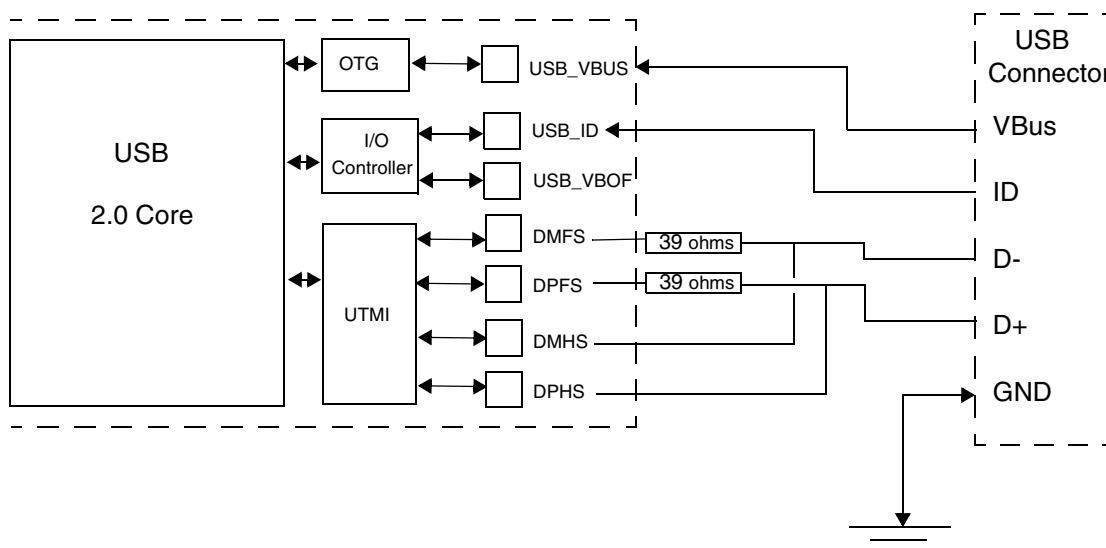 USB
2.0 Core
OTG
I/O
Controller
UTMI
USB_VBUS
USB_ID
USB_VBOF
DMFS
DPFS
DMHS
DPHS
39 ohms
39 ohms
USB
Connector
VBus
ID
D-
D+
GND